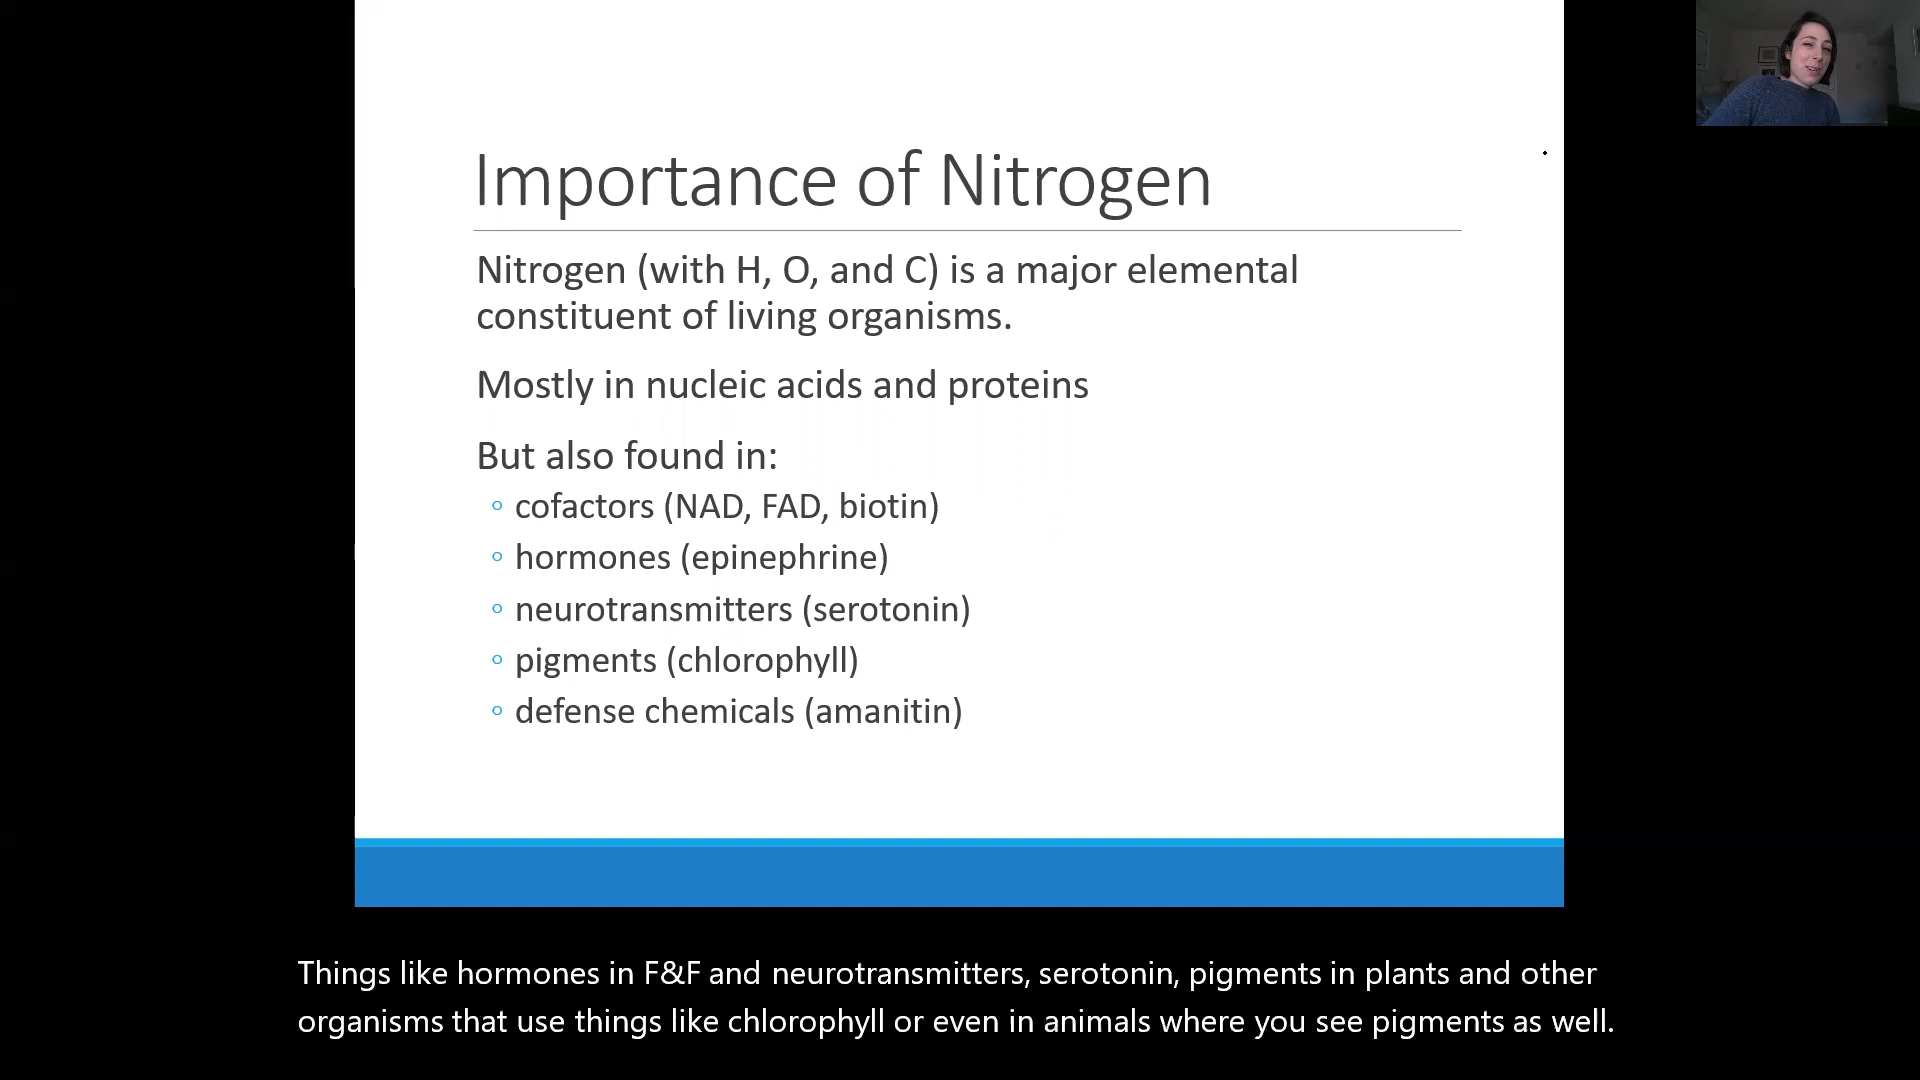 Importance of Nitrogen
Nitrogen (with H, O, and C) is a major elemental
constituent of living organisms.
Mostly in nucleic acids and proteins
But also found in:
◦ cofactors (NAD, FAD, biotin)
◦ hormones (epinephrine)
◦ neurotransmitters (serotonin)
◦ pigments (chlorophyll)
◦ defense chemicals (amanitin)
Things like hormones in F&F and neurotransmitters, serotonin, pigments in plants and other
organisms that use things like chlorophyll or even in animals where you see pigments as well.